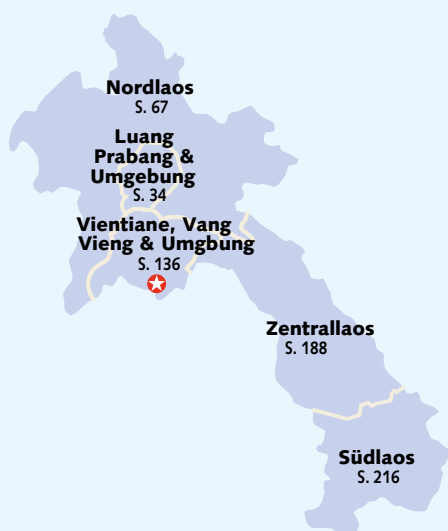 Nordlaos
S. 67
Luang
Prabang &
Umgebung
S. 34
Vientiane, Vang
Vieng & Umgbung
S. 136
Zentrallaos
S. 188
Südlaos
S. 216